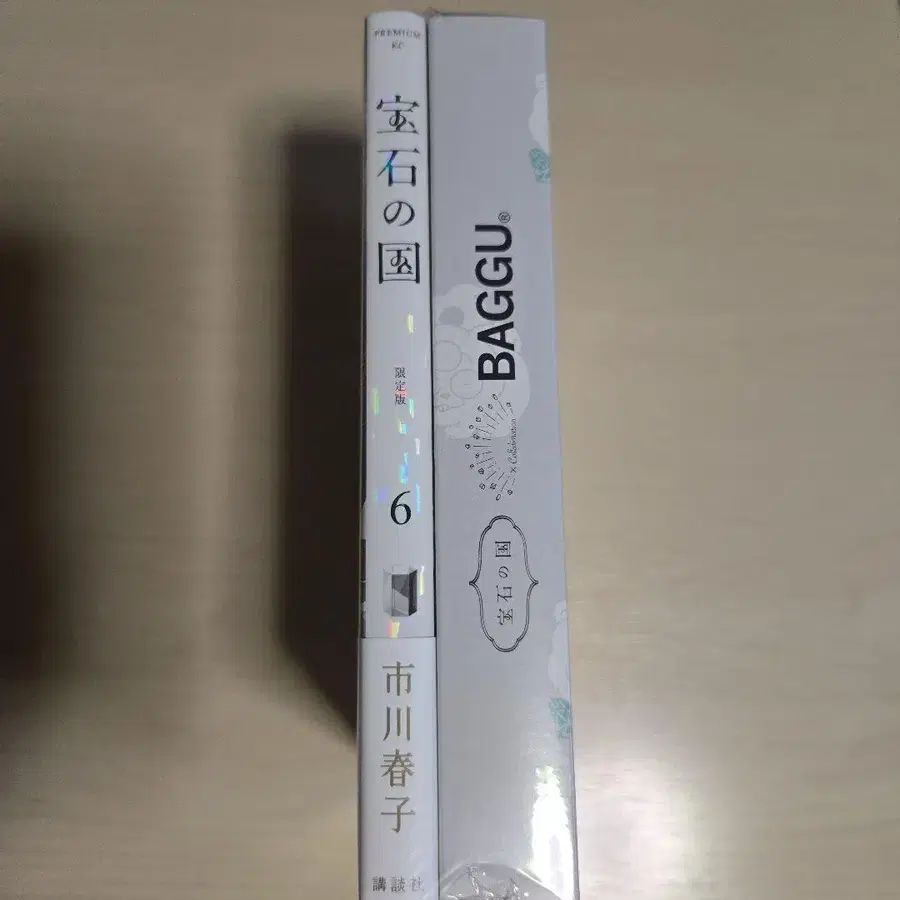 PREMIUM
KC
宝石の国
限定版
6
市川春子
講談社
BAGGU®
× Collaboration
宝石の国